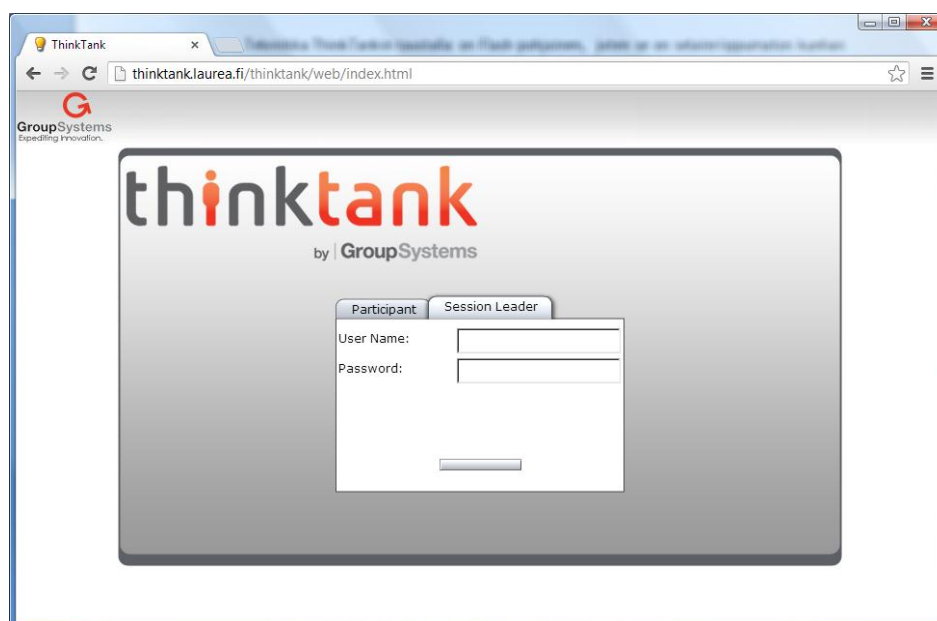 ThinkTank
thinktank.laurea.fi/thinktank/web/index.html
GroupSystems
Expediting Innovation.
thinktank
by | GroupSystems
Participant
Session Leader
User Name:
Password: